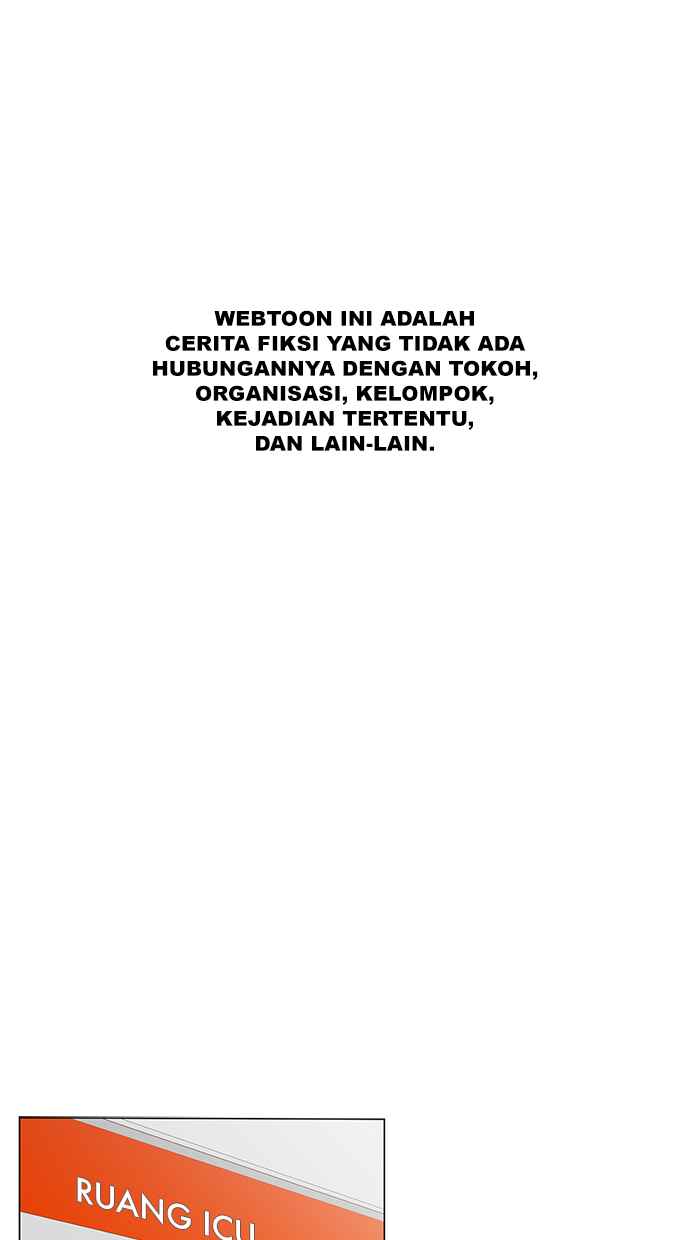 WEBTOON INI ADALAH
CERITA FIKSI YANG TIDAK ADA
HUBUNGANNYA DENGAN TOKOH,
ORGANISASI, KELOMPOK,
KEJADIAN TERTENTU,
DAN LAIN-LAIN.
RUANG ICU